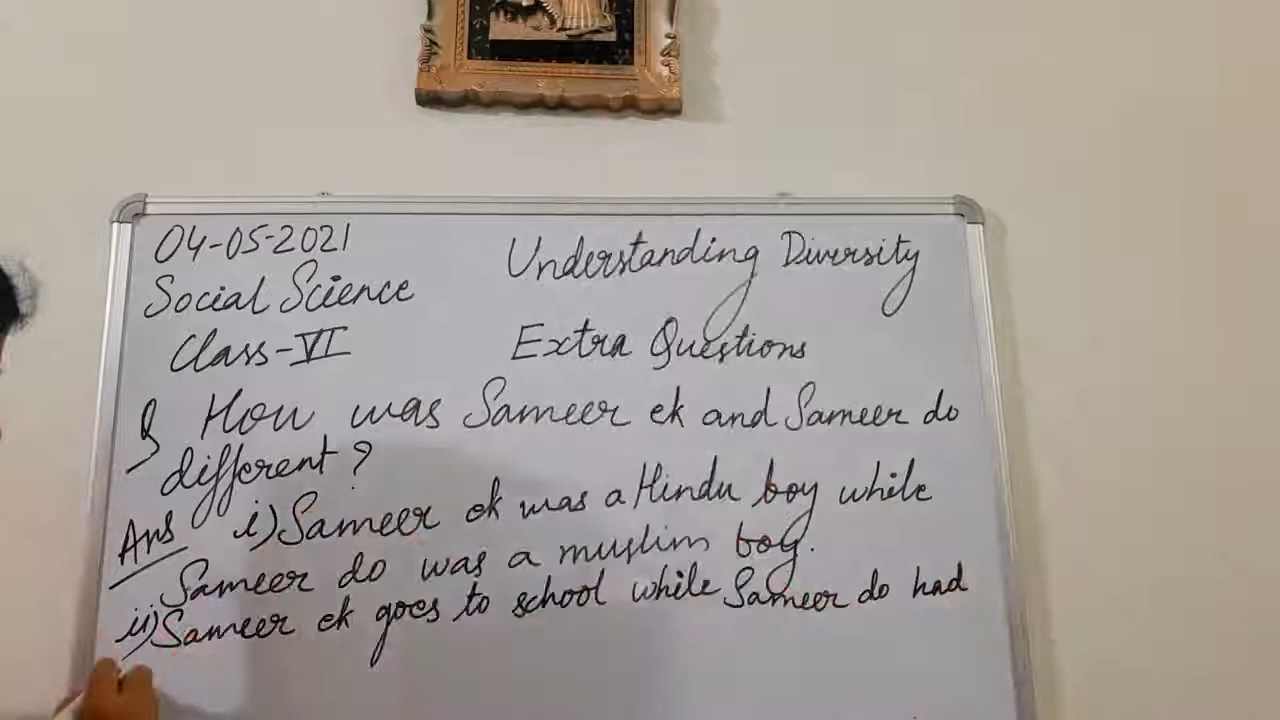 04-05-2021
Understanding Diversity
Social Science
Class-VI
Extra Questions
Q How was Sameer ek and Sameer do
different?
Ans i) Sameer ek was a Hindu boy while
Sameer do was a muslim boy.
ii) Sameer ek goes to school while Sameer do had